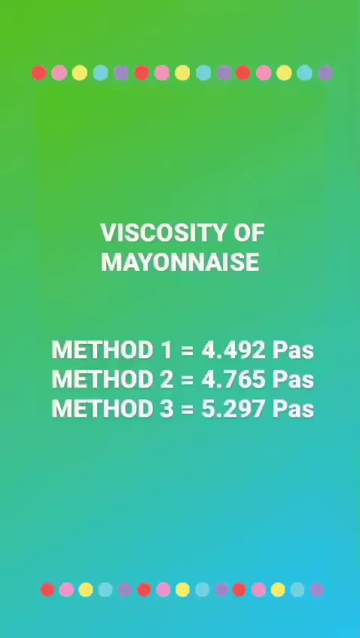 VISCOSITY OF
MAYONNAISE
METHOD 1 = 4.492 Pas
METHOD 2 = 4.765 Pas
METHOD 3 = 5.297 Pas